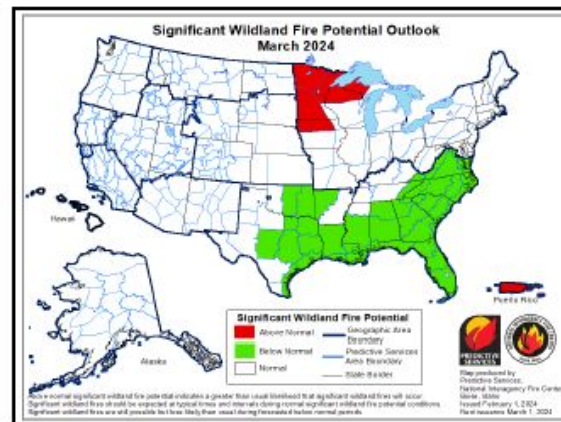 Significant Wildland Fire Potential Outlook
March 2024
Hawaii
Alaska
Puerto Rico
Significant Wildland Fire Potential
Above Normal
Below Normal
Normal
Geographic Area
Boundary
Predictive Services
Area Boundary
State Border
PREDICTIVE
SERVICES
Map produced by
Predictive Services,
National Interagency Fire Center
Boise, Idaho
Issued February 1, 2024
Next issuance March 1, 2024
Above normal significant wildland fire potential indicates a greater than usual likelihood that significant wildland fires will occur.
Significant wildland fires should be expected at typical times and intervals during normal significant wildland fire potential conditions.
Significant wildland fires are still possible but less likely than usual during forecasted below normal periods.